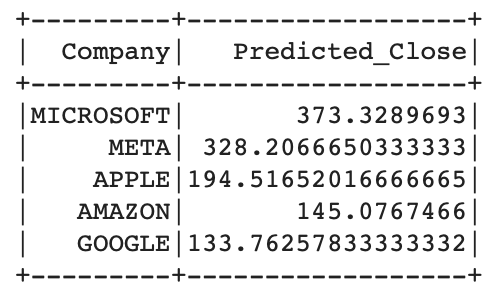 +---------+------------------+
|  Company|   Predicted_Close|
+---------+------------------+
|MICROSOFT|       373.3289693|
|     META| 328.2066650333333|
|    APPLE|194.51652016666665|
|   AMAZON|       145.0767466|
|   GOOGLE|133.76257833333332|
+---------+------------------+